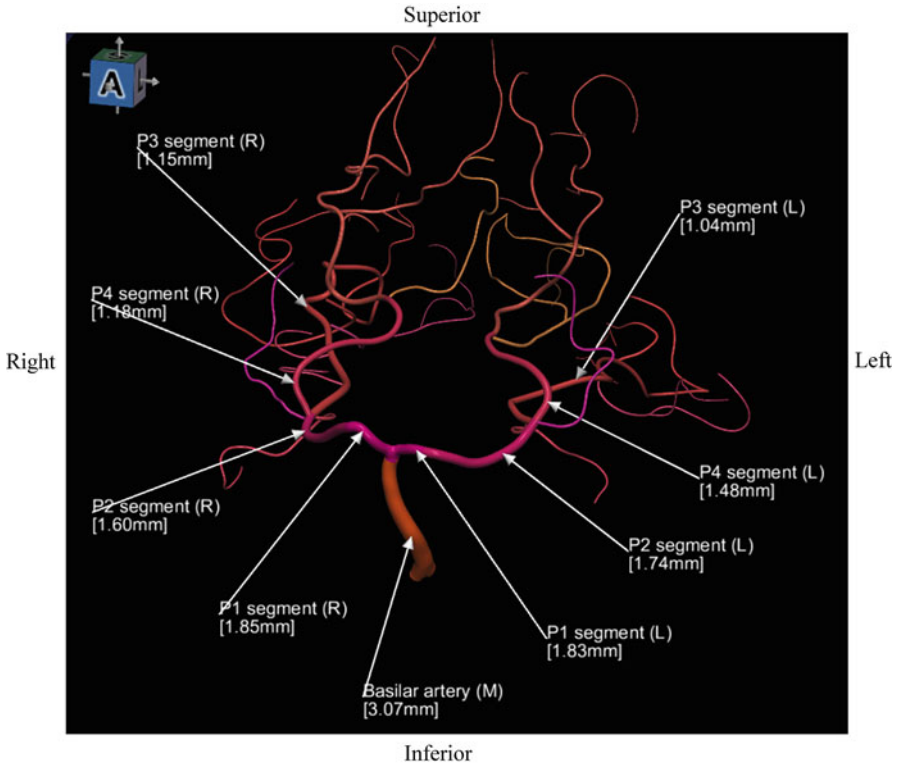 Superior
A
P3 segment (R)
[1.15mm]
P3 segment (L)
[1.04mm]
P4 segment (R)
[1.18mm]
Right
Left
P4 segment (L)
[1.48mm]
P2 segment (R)
[1.60mm]
P2 segment (L)
[1.74mm]
P1 segment (R)
[1.85mm]
P1 segment (L)
[1.83mm]
Basilar artery (M)
[3.07mm]
Inferior